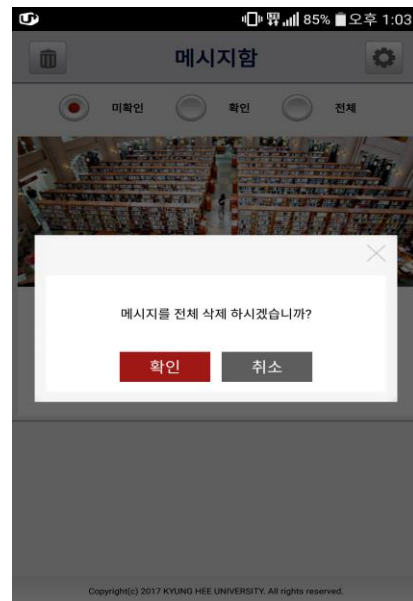 85% 오후 1:03
메시지함
미확인 확인 전체
메시지를 전체 삭제 하시겠습니까?
확인 취소
Copyright(c) 2017 KYUNG HEE UNIVERSITY. All rights reserved.